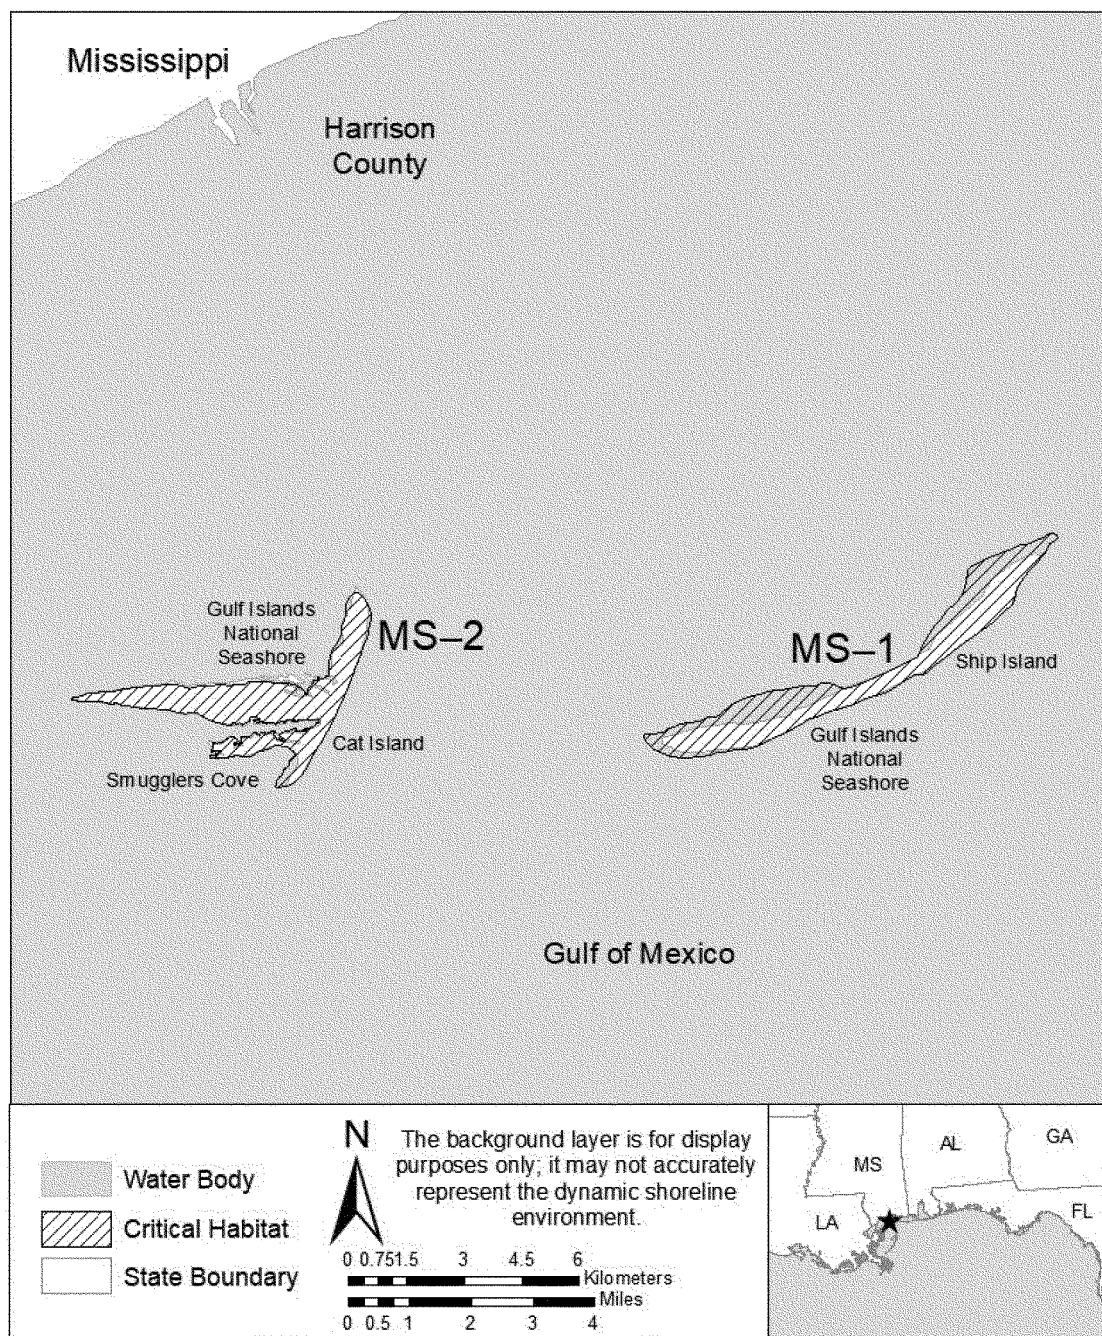 Mississippi
Harrison
County
Gulf Islands
National
Seashore
MS–2
MS–1
Ship Island
Cat Island
Gulf Islands
National
Seashore
Smugglers Cove
Gulf of Mexico
Water Body
Critical Habitat
State Boundary
N
The background layer is for display
purposes only; it may not accurately
represent the dynamic shoreline
environment.
0 0.751.5 3 4.5 6
Kilometers
Miles
0 0.5 1 2 3 4
MS
AL
GA
LA
FL